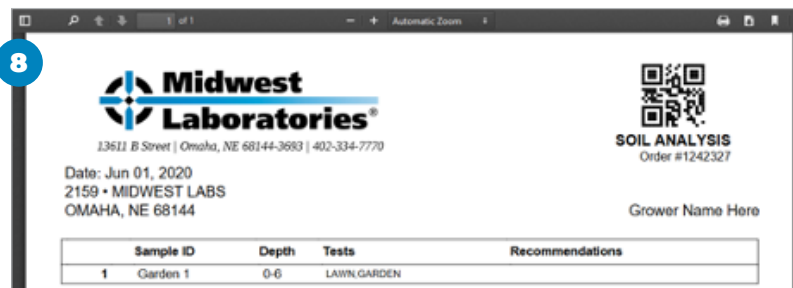 1 of 1
− + Automatic Zoom
8
Midwest
Laboratories®
13611 B Street | Omaha, NE 68144-3693 | 402-334-7770
SOIL ANALYSIS
Order #1242327
Date: Jun 01, 2020
2159 • MIDWEST LABS
OMAHA, NE 68144
Grower Name Here
Sample ID Depth Tests Recommendations
1 Garden 1 0-6 LAWN,GARDEN